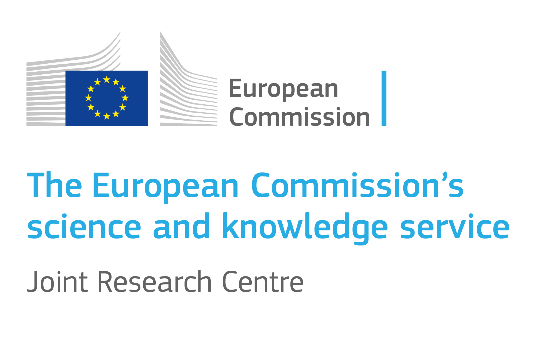 European
Commission
The European Commission's
science and knowledge service
Joint Research Centre